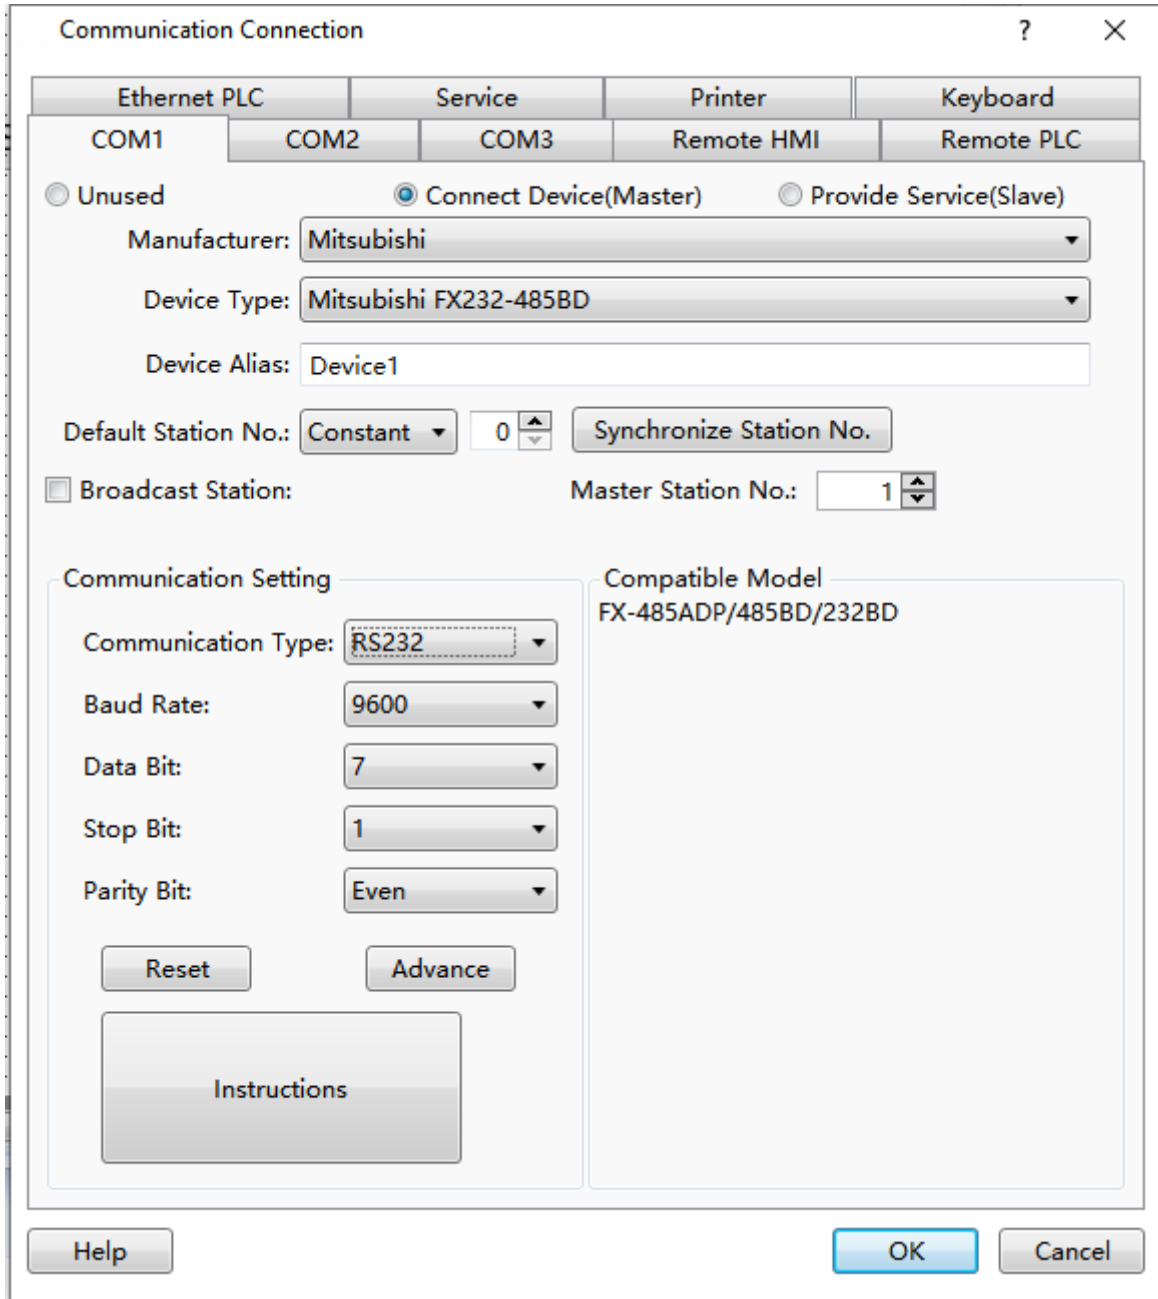 Communication Connection ?
Ethernet PLC Service Printer Keyboard
COM1 COM2 COM3 Remote HMI Remote PLC
Unused Connect Device(Master) Provide Service(Slave)
Manufacturer: Mitsubishi
Device Type: Mitsubishi FX232-485BD
Device Alias: Device1
Default Station No.: Constant 0 Synchronize Station No.
Broadcast Station: Master Station No.: 1
Communication Setting
Communication Type: RS232
Baud Rate: 9600
Data Bit: 7
Stop Bit: 1
Parity Bit: Even
Reset Advance
Instructions
Compatible Model
FX-485ADP/485BD/232BD
Help OK Cancel